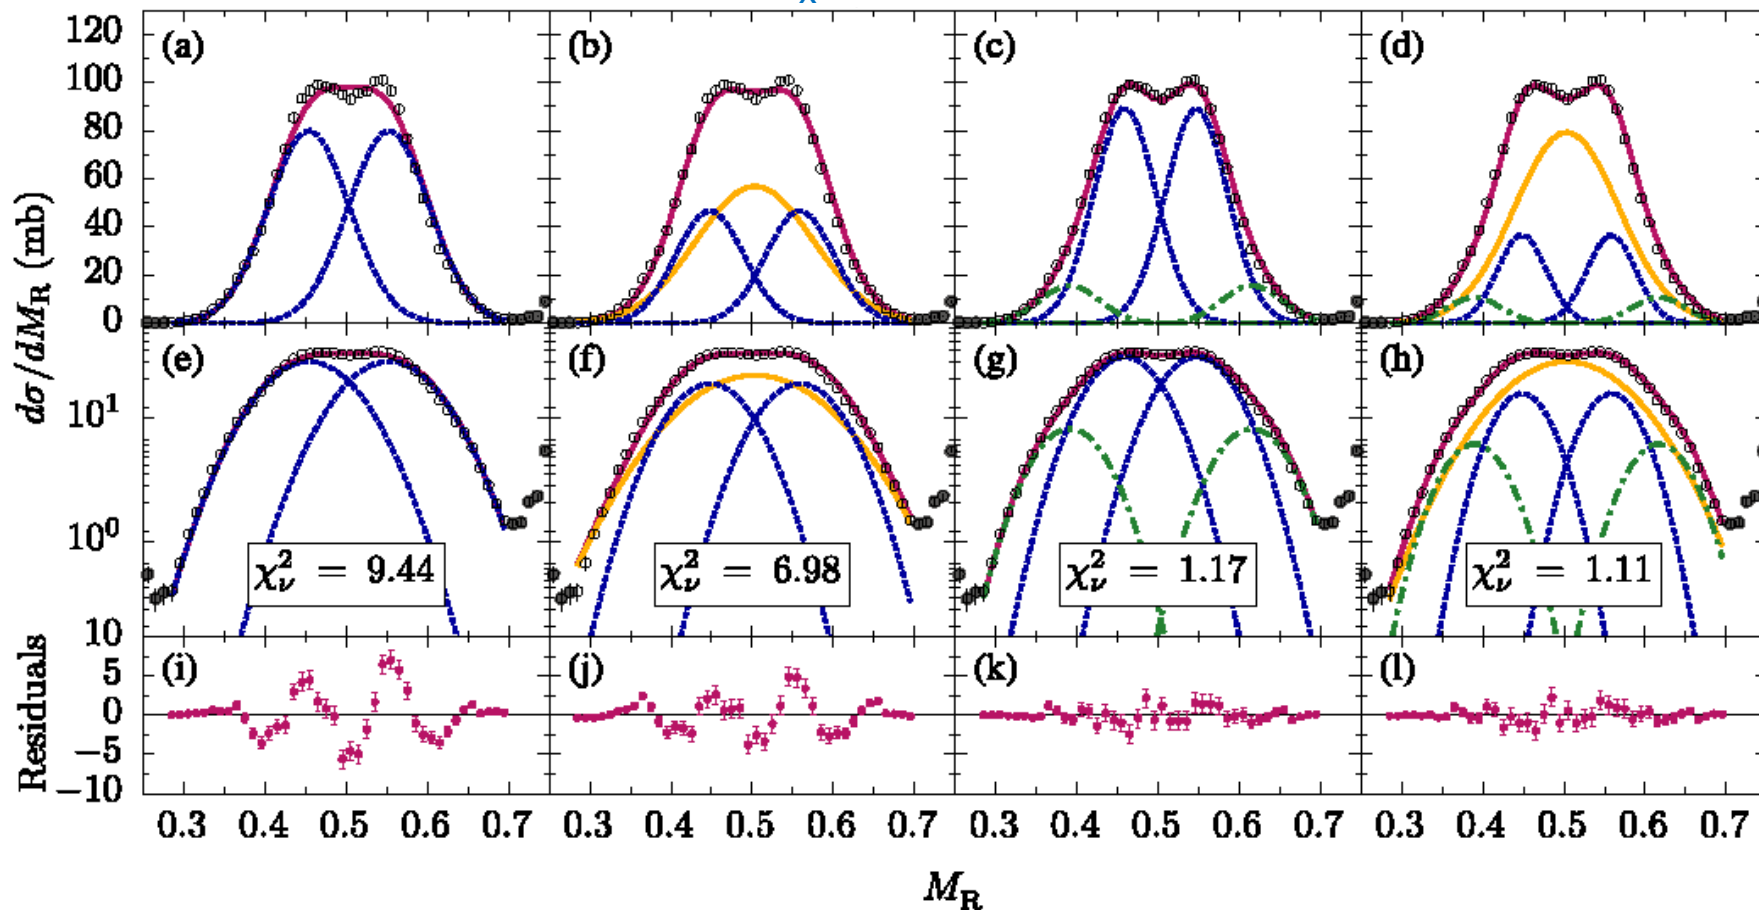 (a) (b) (c) (d)
120
100
80
60
40
20
0
dσ/dM_R (mb)
(e) (f) (g) (h)
10^1
10^0
χ²_ν = 9.44 χ²_ν = 6.98 χ²_ν = 1.17 χ²_ν = 1.11
10
(i) (j) (k) (l)
5
0
−5
−10
Residuals
0.3 0.4 0.5 0.6 0.7 0.3 0.4 0.5 0.6 0.7 0.3 0.4 0.5 0.6 0.7 0.3 0.4 0.5 0.6 0.7
M_R